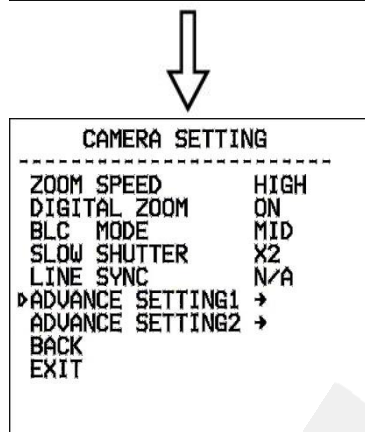 CAMERA SETTING
ZOOM SPEED HIGH
DIGITAL ZOOM ON
BLC MODE MID
SLOW SHUTTER X2
LINE SYNC N/A
ADVANCE SETTING1 →
ADVANCE SETTING2 →
BACK
EXIT